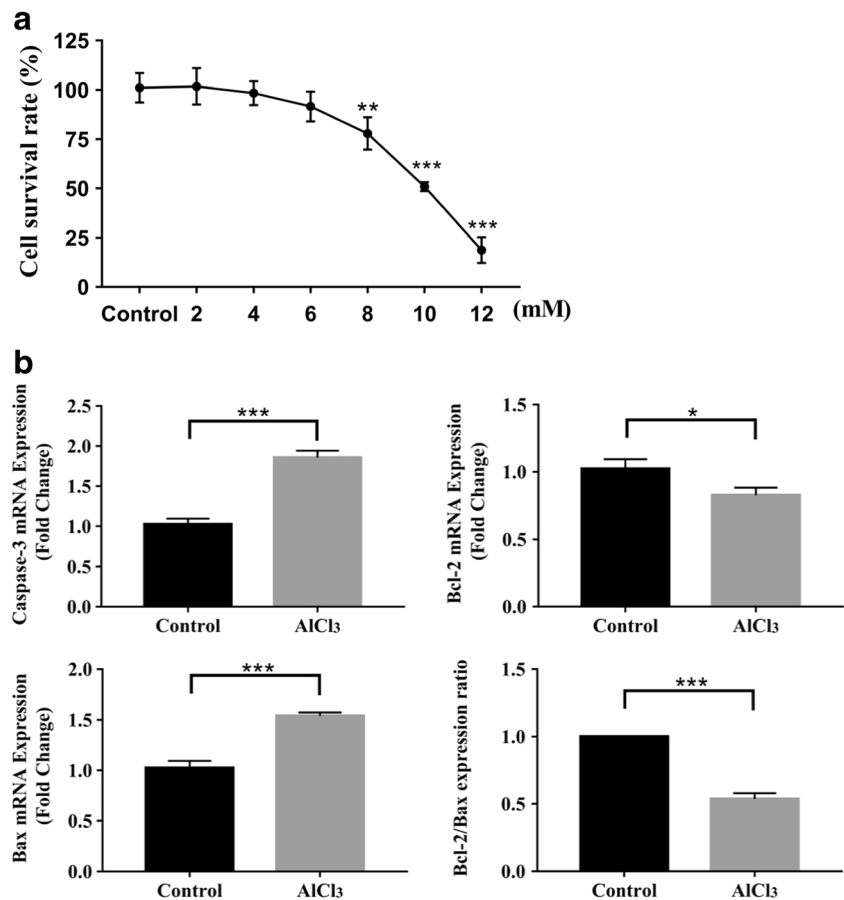 a
Cell survival rate (%)
125
100
75
50
25
0
**
***
***
Control 2 4 6 8 10 12 (mM)
b
Caspase-3 mRNA Expression
(Fold Change)
2.5
2.0
1.5
1.0
0.5
0.0
***
Control AlCl3
Bcl-2 mRNA Expression
(Fold Change)
1.5
1.0
0.5
0.0
*
Control AlCl3
Bax mRNA Expression
(Fold Change)
2.0
1.5
1.0
0.5
0.0
***
Control AlCl3
Bcl-2/Bax expression ratio
1.5
1.0
0.5
0.0
***
Control AlCl3